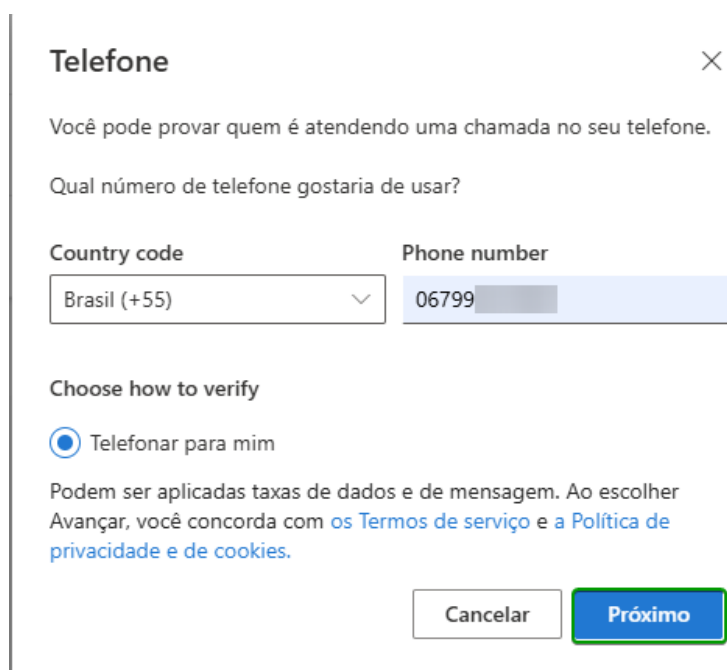 Telefone
Você pode provar quem é atendendo uma chamada no seu telefone.
Qual número de telefone gostaria de usar?
Country code
Phone number
Brasil (+55)
06799
Choose how to verify
Telefonar para mim
Podem ser aplicadas taxas de dados e de mensagem. Ao escolher
Avançar, você concorda com os Termos de serviço e a Política de
privacidade e de cookies.
Cancelar
Próximo